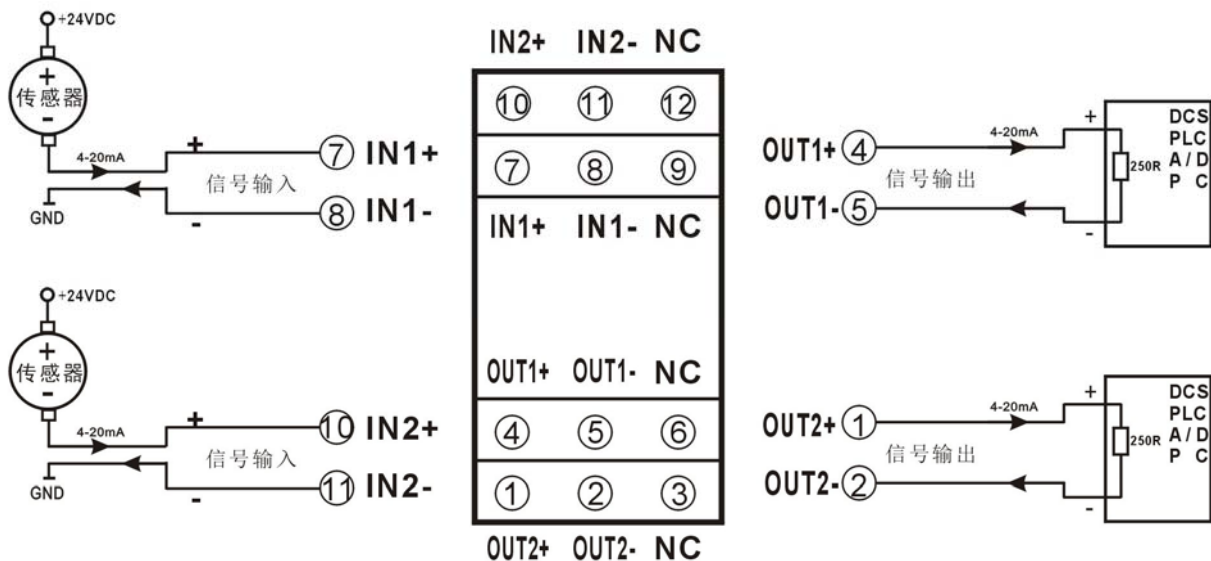 +24VDC
+
传感器
-
4-20mA
+
信号输入
-
GND
⑦ IN1+
⑧ IN1-
+24VDC
+
传感器
-
4-20mA
+
信号输入
-
GND
⑩ IN2+
⑪ IN2-
IN2+ IN2- NC
⑩ ⑪ ⑫
⑦ ⑧ ⑨
IN1+ IN1- NC
OUT1+ OUT1- NC
④ ⑤ ⑥
① ② ③
OUT2+ OUT2- NC
OUT1+ ④
信号输出
OUT1- ⑤
4-20mA
+
-
250R
DCS
PLC
A/D
P C
OUT2+ ①
信号输出
OUT2- ②
4-20mA
+
-
250R
DCS
PLC
A/D
P C